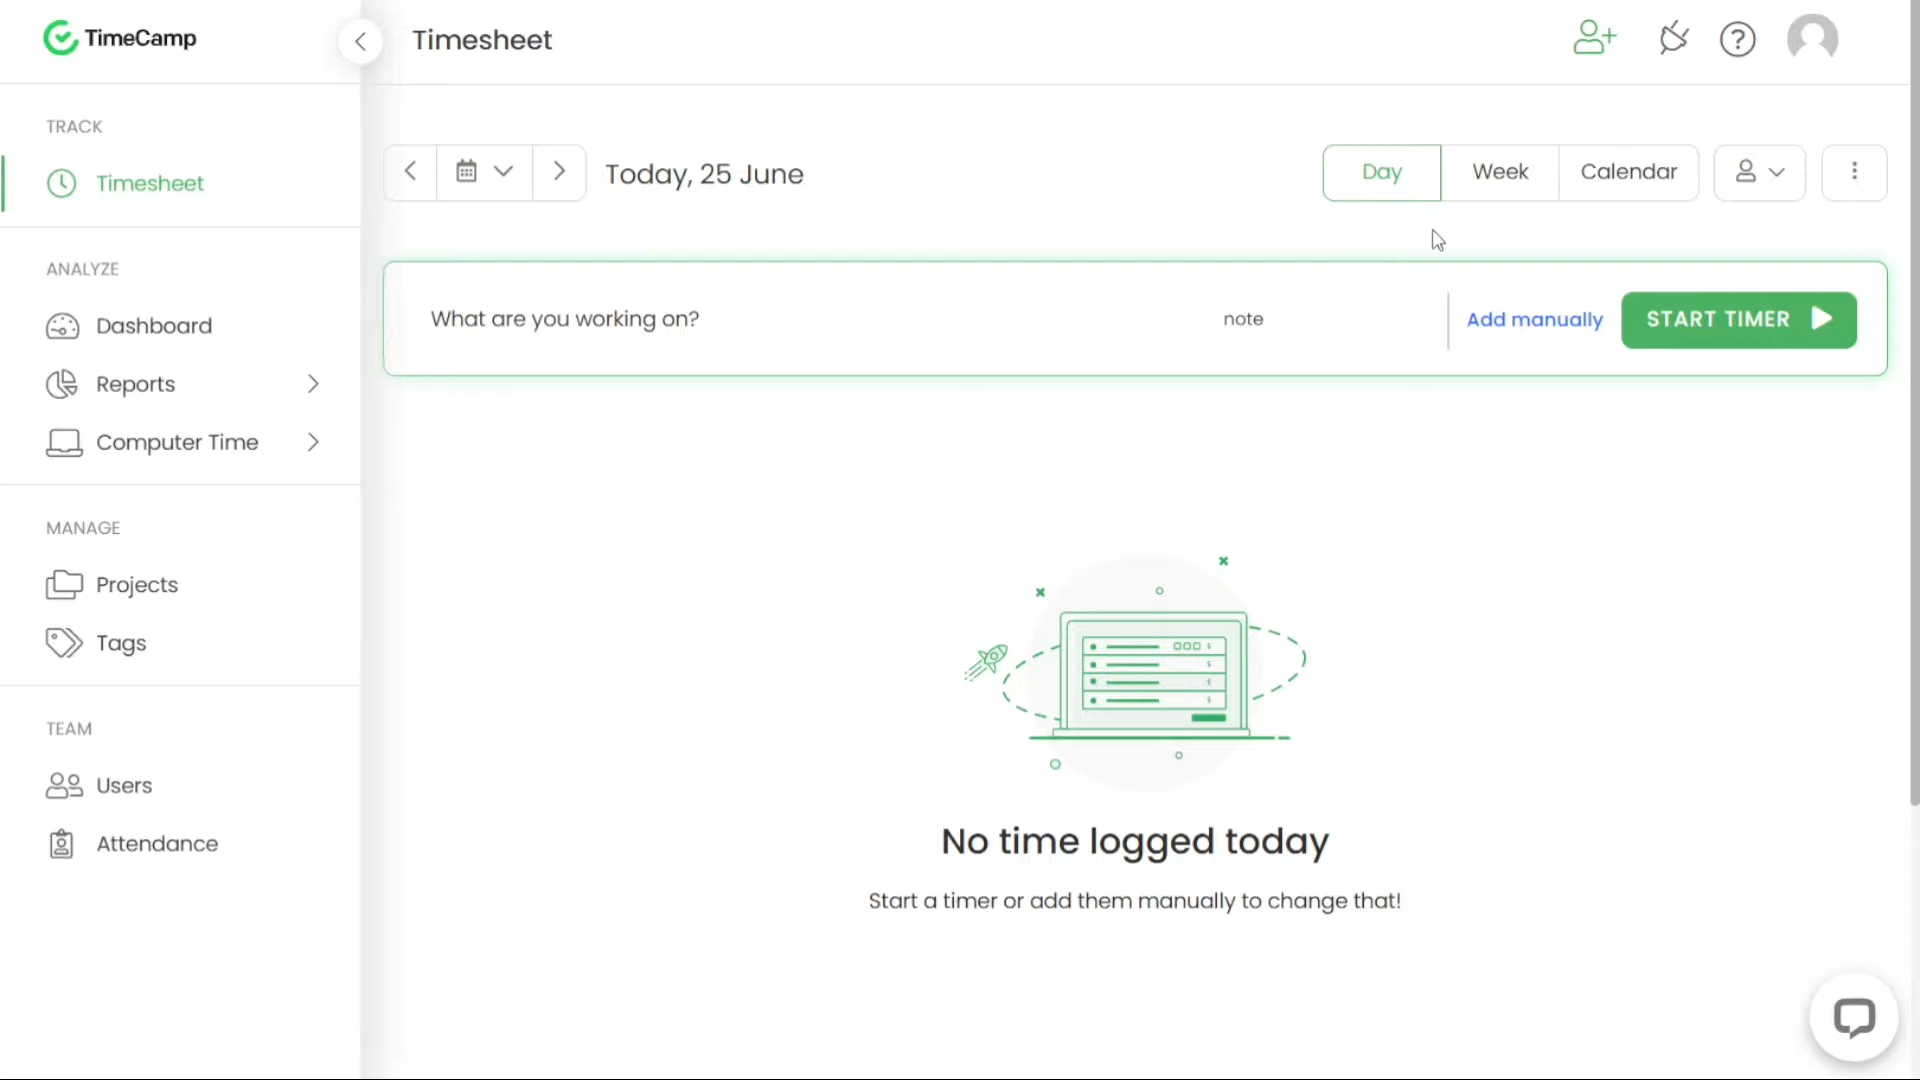 TimeCamp
Timesheet
TRACK
Timesheet
ANALYZE
Dashboard
Reports
Computer Time
MANAGE
Projects
Tags
TEAM
Users
Attendance
Today, 25 June
Day
Week
Calendar
What are you working on?
note
Add manually
START TIMER
No time logged today
Start a timer or add them manually to change that!